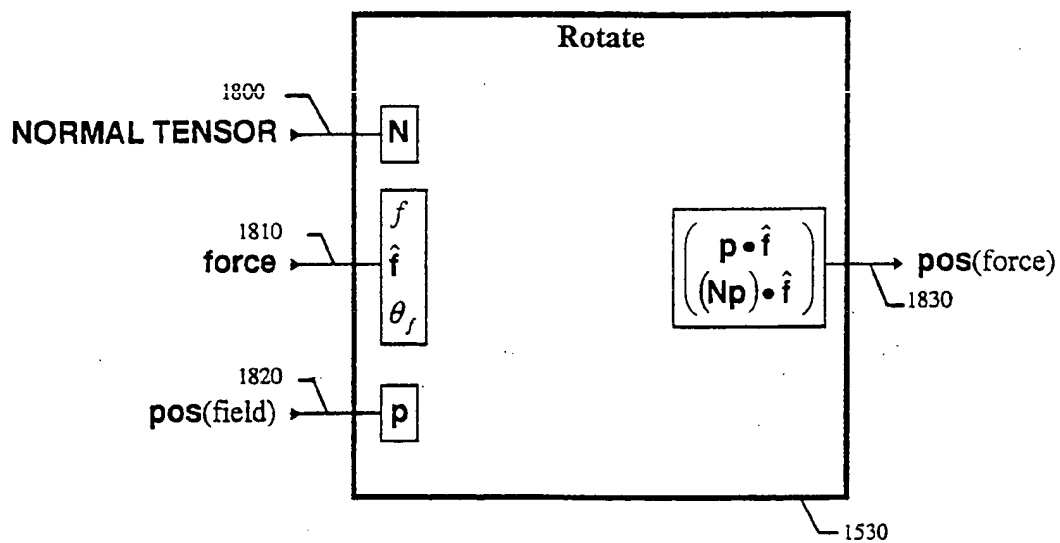 Rotate
1800
NORMAL TENSOR
N
1810
force
f
f̂
θ_f
p•f̂
(Np)•f̂
pos(force)
1830
1820
pos(field)
p
1530